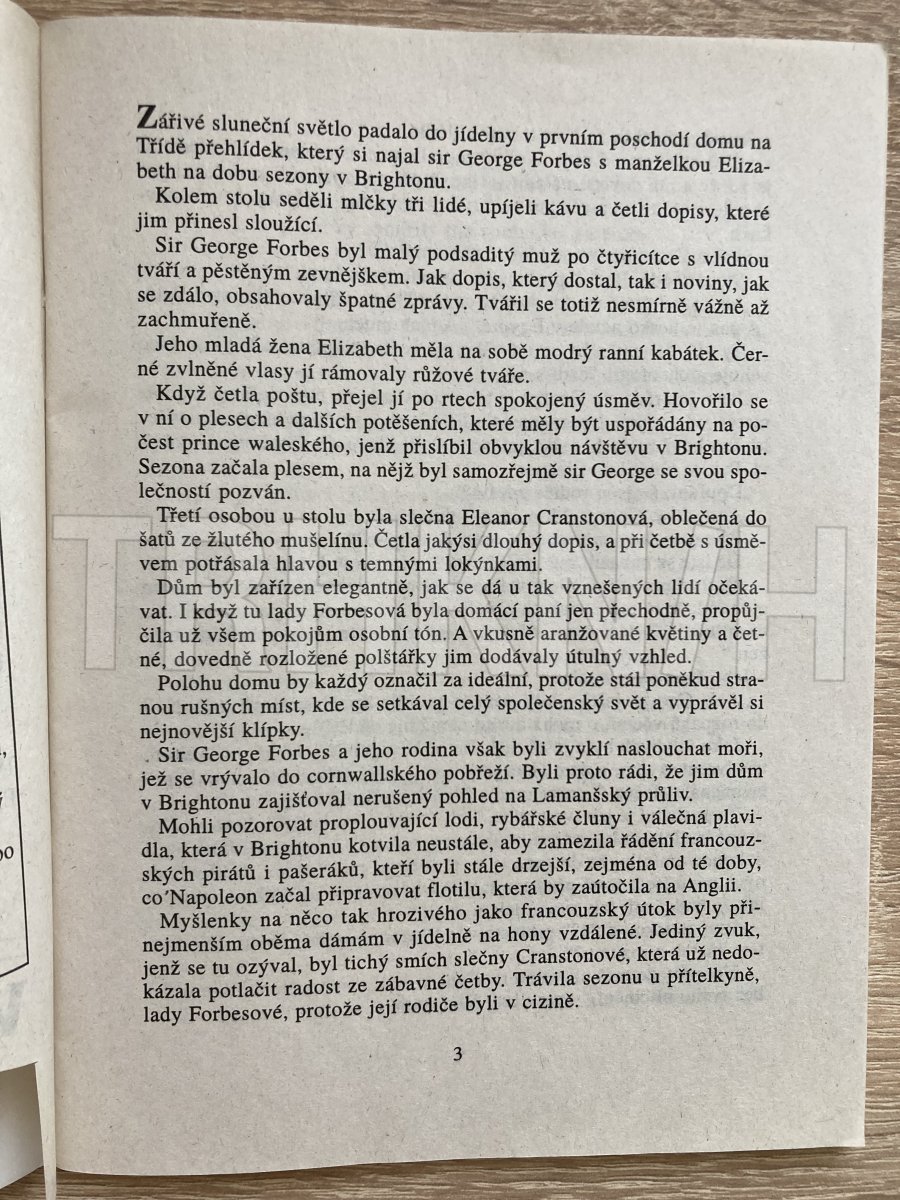 Zářivé sluneční světlo padalo do jídelny v prvním poschodí domu na
Třídě přehlídek, který si najal sir George Forbes s manželkou Eliza-
beth na dobu sezony v Brightonu.
Kolem stolu seděli mlčky tři lidé, upíjeli kávu a četli dopisy, které
jim přinesl sloužící.
Sir George Forbes byl malý podsaditý muž po čtyřicítce s vlídnou
tváří a pěstěným zevnějškem. Jak dopis, který dostal, tak i noviny, jak
se zdálo, obsahovaly špatné zprávy. Tvářil se totiž nesmírně vážně až
zachmuřeně.
Jeho mladá žena Elizabeth měla na sobě modrý ranní kabátek. Čer-
né zvlněné vlasy jí rámovaly růžové tváře.
Když četla poštu, přejel jí po rtech spokojený úsměv. Hovořilo se
v ní o plesech a dalších potěšeních, které měly být uspořádány na po-
čest prince waleského, jenž přislíbil obvyklou návštěvu v Brightonu.
Sezona začala plesem, na nějž byl samozřejmě sir George se svou spo-
lečností pozván.
Třetí osobou u stolu byla slečna Eleanor Cranstonová, oblečená do
šatů ze žlutého mušelínu. Četla jakýsi dlouhý dopis, a při četbě s úsmě-
vem potřásala hlavou s temnými lokýnkami.
Dům byl zařízen elegantně, jak se dá u tak vznešených lidí očeká-
vat. I když tu lady Forbesová byla domácí paní jen přechodně, propůj-
čila už všem pokojům osobní tón. A vkusně aranžované květiny a čet-
né, dovedně rozložené polštářky jim dodávaly útulný vzhled.
Polohu domu by každý označil za ideální, protože stál poněkud stra-
nou rušných míst, kde se setkával celý společenský svět a vyprávěl si
nejnovější klípky.
Sir George Forbes a jeho rodina však byli zvyklí naslouchat moři,
jež se vrývalo do cornwallského pobřeží. Byli proto rádi, že jim dům
v Brightonu zajišťoval nerušený pohled na Lamanšský průliv.
Mohli pozorovat proplouvající lodi, rybářské čluny i válečná plavi-
dla, která v Brightonu kotvila neustále, aby zamezila řádění francouz-
ských pirátů i pašeráků, kteří byli stále drzejší, zejména od té doby,
co Napoleon začal připravovat flotilu, která by zaútočila na Anglii.
Myšlenky na něco tak hrozivého jako francouzský útok byly při-
nejmenším oběma dámám v jídelně na hony vzdálené. Jediný zvuk,
jenž se tu ozýval, byl tichý smích slečny Cranstonové, která už nedo-
kázala potlačit radost ze zábavné četby. Trávila sezonu u přítelkyně,
lady Forbesové, protože její rodiče byli v cizině.
3